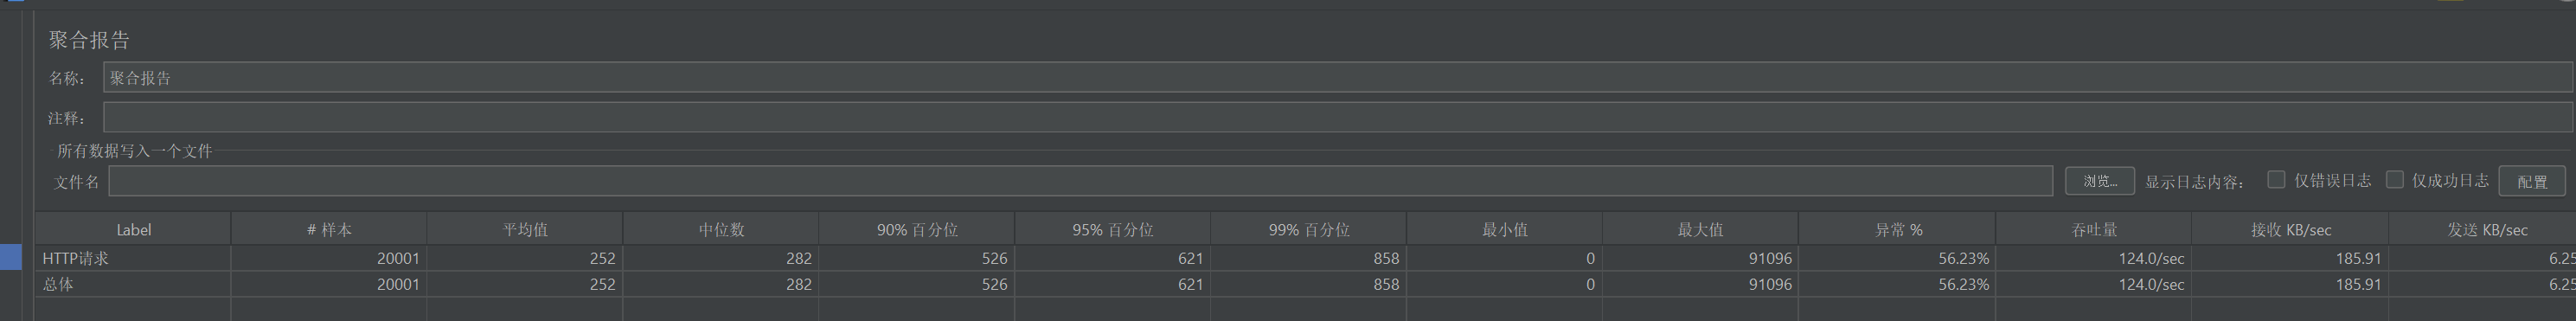 聚合报告
名称： 聚合报告
注释：
所有数据写入一个文件
文件名 浏览... 显示日志内容： 仅错误日志 仅成功日志 配置
Label # 样本 平均值 中位数 90% 百分位 95% 百分位 99% 百分位 最小值 最大值 异常 % 吞吐量 接收 KB/sec 发送 KB/sec
HTTP请求 20001 252 282 526 621 858 0 91096 56.23% 124.0/sec 185.91 6.25
总体 20001 252 282 526 621 858 0 91096 56.23% 124.0/sec 185.91 6.25